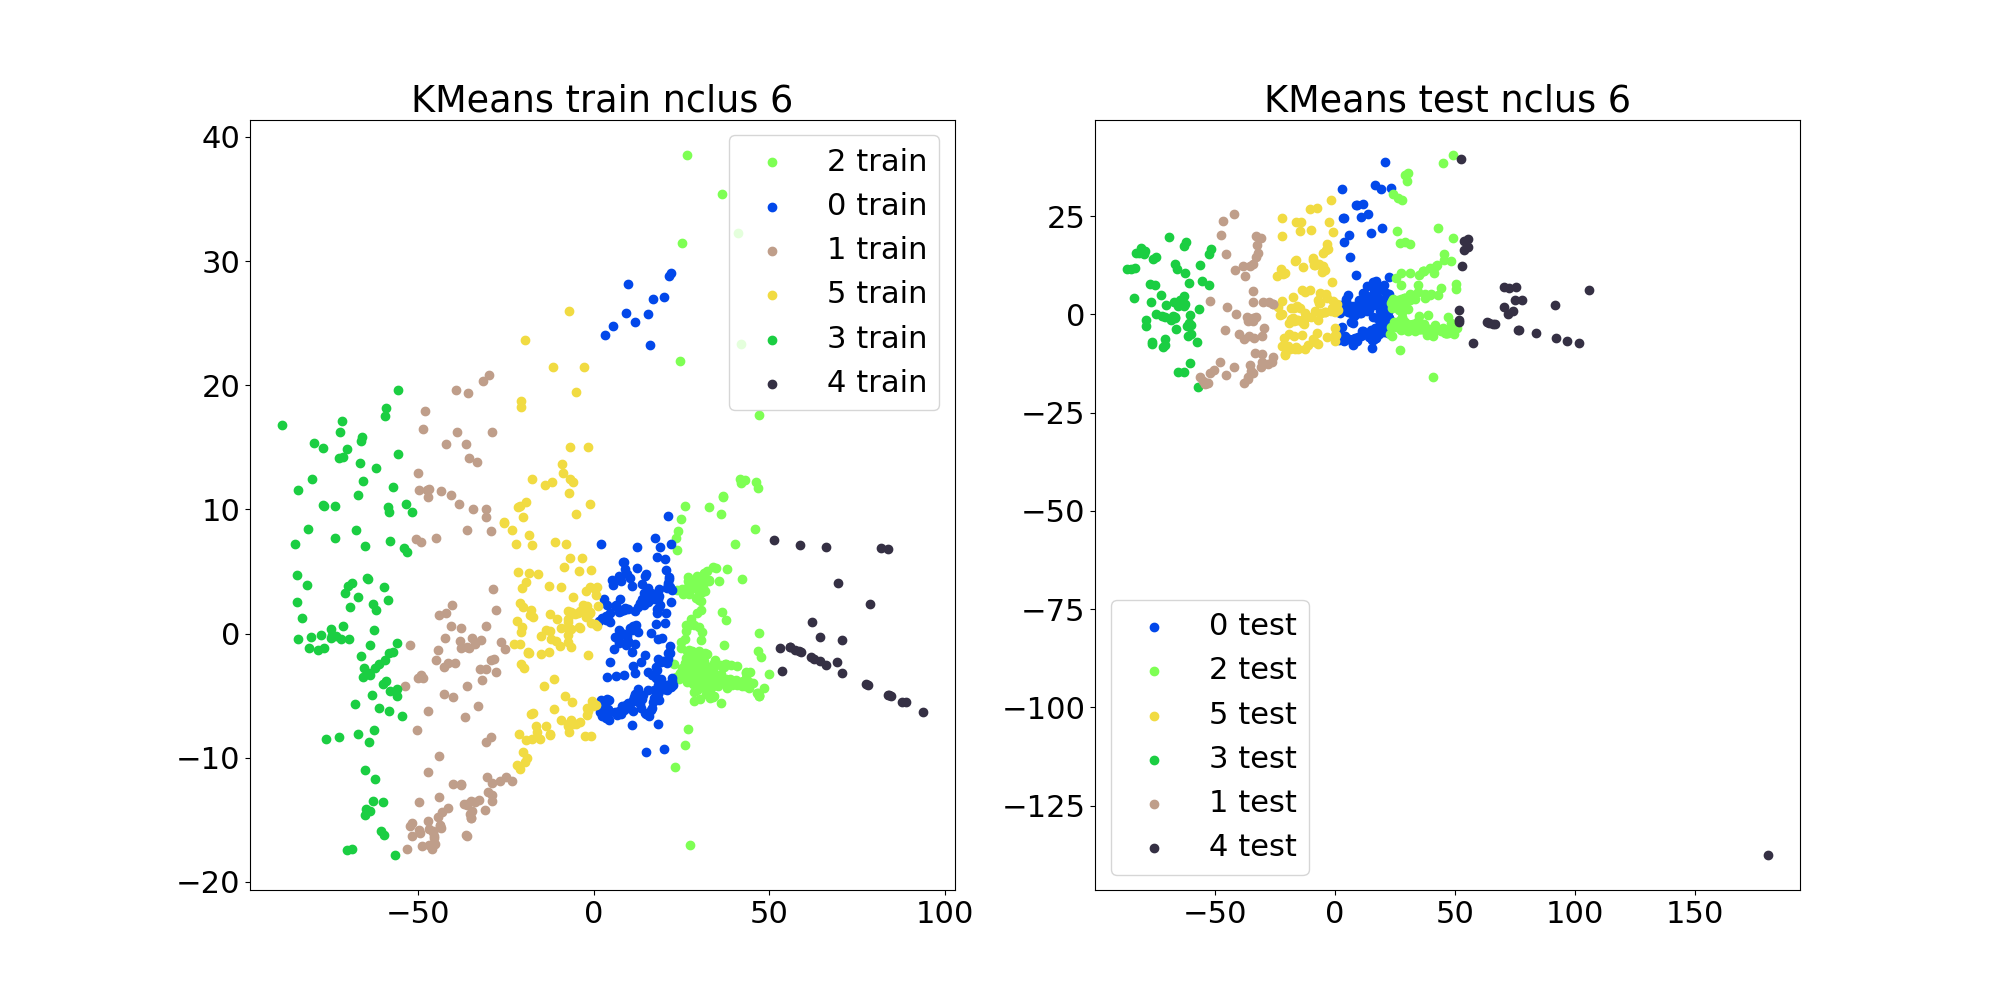 KMeans train nclus 6
40
30
20
10
0
−10
−20
−50
0
50
100
2 train
0 train
1 train
5 train
3 train
4 train
KMeans test nclus 6
25
0
−25
−50
−75
−100
−125
−50
0
50
100
150
0 test
2 test
5 test
3 test
1 test
4 test